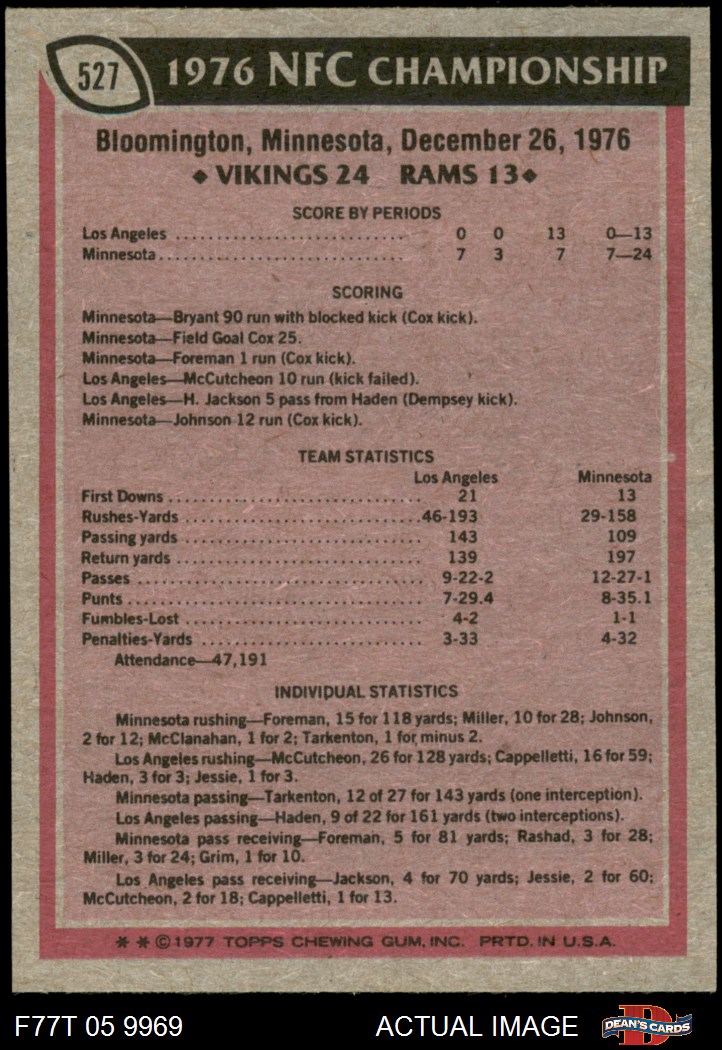 527
1976 NFC CHAMPIONSHIP
Bloomington, Minnesota, December 26, 1976
◆ VIKINGS 24 RAMS 13 ◆
SCORE BY PERIODS
Los Angeles ............................ 0 0 13 0—13
Minnesota .............................. 7 3 7 7—24
SCORING
Minnesota—Bryant 90 run with blocked kick (Cox kick).
Minnesota—Field Goal Cox 25.
Minnesota—Foreman 1 run (Cox kick).
Los Angeles—McCutcheon 10 run (kick failed).
Los Angeles—H. Jackson 5 pass from Haden (Dempsey kick).
Minnesota—Johnson 12 run (Cox kick).
TEAM STATISTICS
Los Angeles Minnesota
First Downs ............................... 21 13
Rushes-Yards ............................. 46-193 29-158
Passing yards ............................. 143 109
Return yards .............................. 139 197
Passes ................................... 9-22-2 12-27-1
Punts .................................... 7-29.4 8-35.1
Fumbles-Lost ............................. 4-2 1-1
Penalties-Yards ........................... 3-33 4-32
Attendance—47,191
INDIVIDUAL STATISTICS
Minnesota rushing—Foreman, 15 for 118 yards; Miller, 10 for 28; Johnson,
2 for 12; McClanahan, 1 for 2; Tarkenton, 1 for minus 2.
Los Angeles rushing—McCutcheon, 26 for 128 yards; Cappelletti, 16 for 59;
Haden, 3 for 3; Jessie, 1 for 3.
Minnesota passing—Tarkenton, 12 of 27 for 143 yards (one interception).
Los Angeles passing—Haden, 9 of 22 for 161 yards (two interceptions).
Minnesota pass receiving—Foreman, 5 for 81 yards; Rashad, 3 for 28;
Miller, 3 for 24; Grim, 1 for 10.
Los Angeles pass receiving—Jackson, 4 for 70 yards; Jessie, 2 for 60;
McCutcheon, 2 for 18; Cappelletti, 1 for 13.
* * © 1977 TOPPS CHEWING GUM, INC. PRTD. IN U.S.A.
F77T 05 9969 ACTUAL IMAGE D DEAN'S CARDS